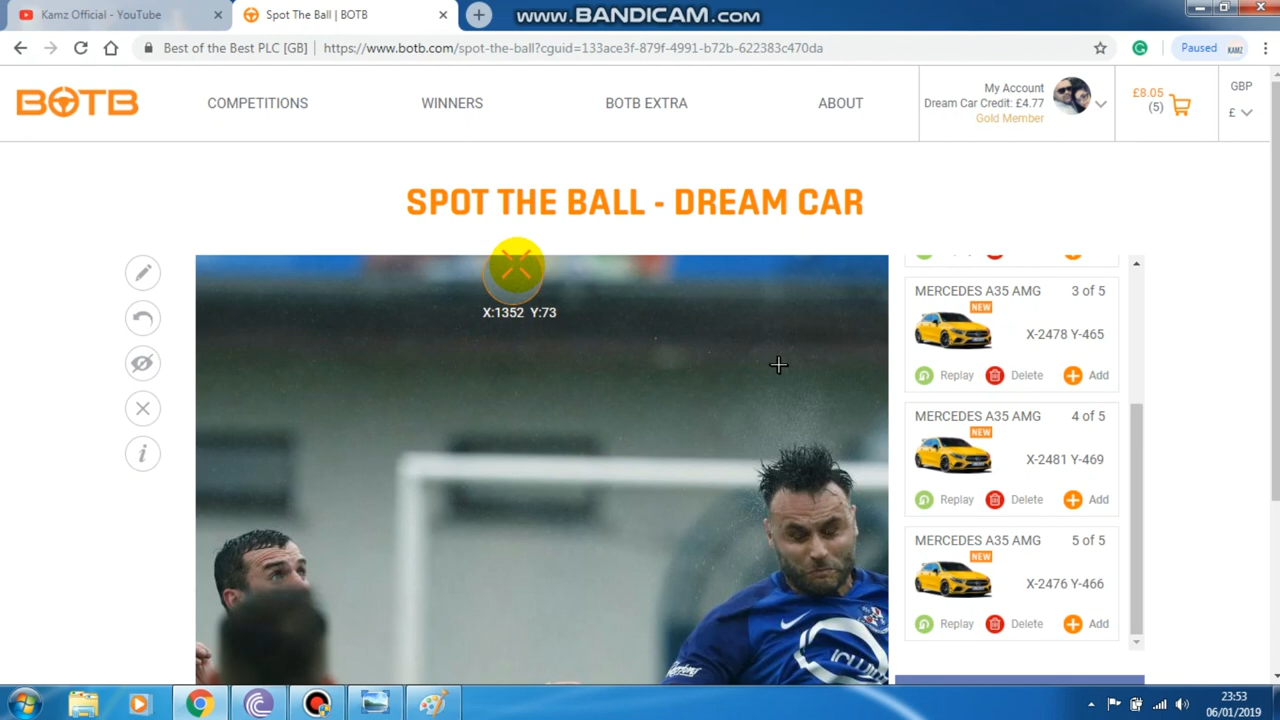 www.BANDICAM.com
Kamz Official - YouTube
Spot The Ball | BOTB
Best of the Best PLC [GB]
https://www.botb.com/spot-the-ball?cguid=133ace3f-879f-4991-b72b-622383c470da
Paused
KAMZ
BOTB
COMPETITIONS
WINNERS
BOTB EXTRA
ABOUT
My Account
Dream Car Credit: £4.77
Gold Member
£8.05
(5)
GBP
£
SPOT THE BALL - DREAM CAR
X:1352 Y:73
MERCEDES A35 AMG 3 of 5
NEW
X-2478 Y-465
Replay Delete Add
MERCEDES A35 AMG 4 of 5
NEW
X-2481 Y-469
Replay Delete Add
MERCEDES A35 AMG 5 of 5
NEW
X-2476 Y-466
Replay Delete Add
23:53
06/01/2019